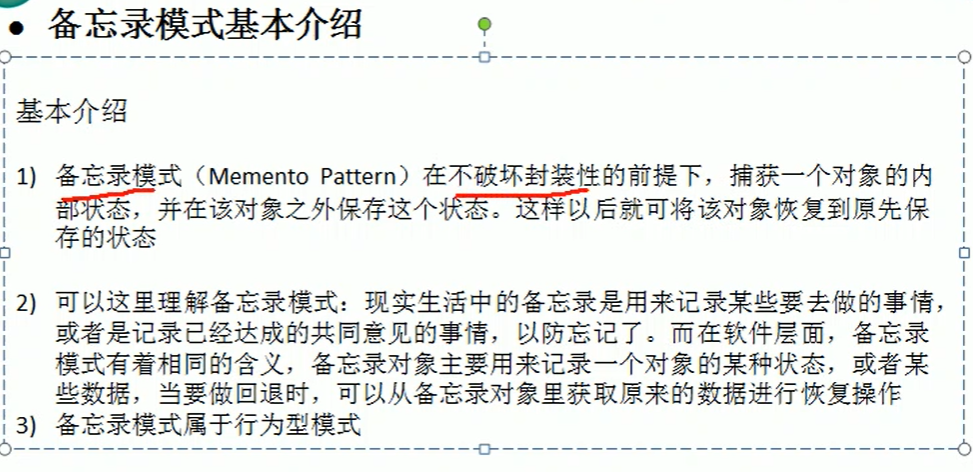 ● 备忘录模式基本介绍
基本介绍
1) 备忘录模式（Memento Pattern）在不破坏封装性的前提下，捕获一个对象的内
部状态，并在该对象之外保存这个状态。这样以后就可将该对象恢复到原先保
存的状态
2) 可以这里理解备忘录模式：现实生活中的备忘录是用来记录某些要去做的事情，
或者是记录已经达成的共同意见的事情，以防忘记了。而在软件层面，备忘录
模式有着相同的含义，备忘录对象主要用来记录一个对象的某种状态，或者某
些数据，当要做回退时，可以从备忘录对象里获取原来的数据进行恢复操作
3) 备忘录模式属于行为型模式